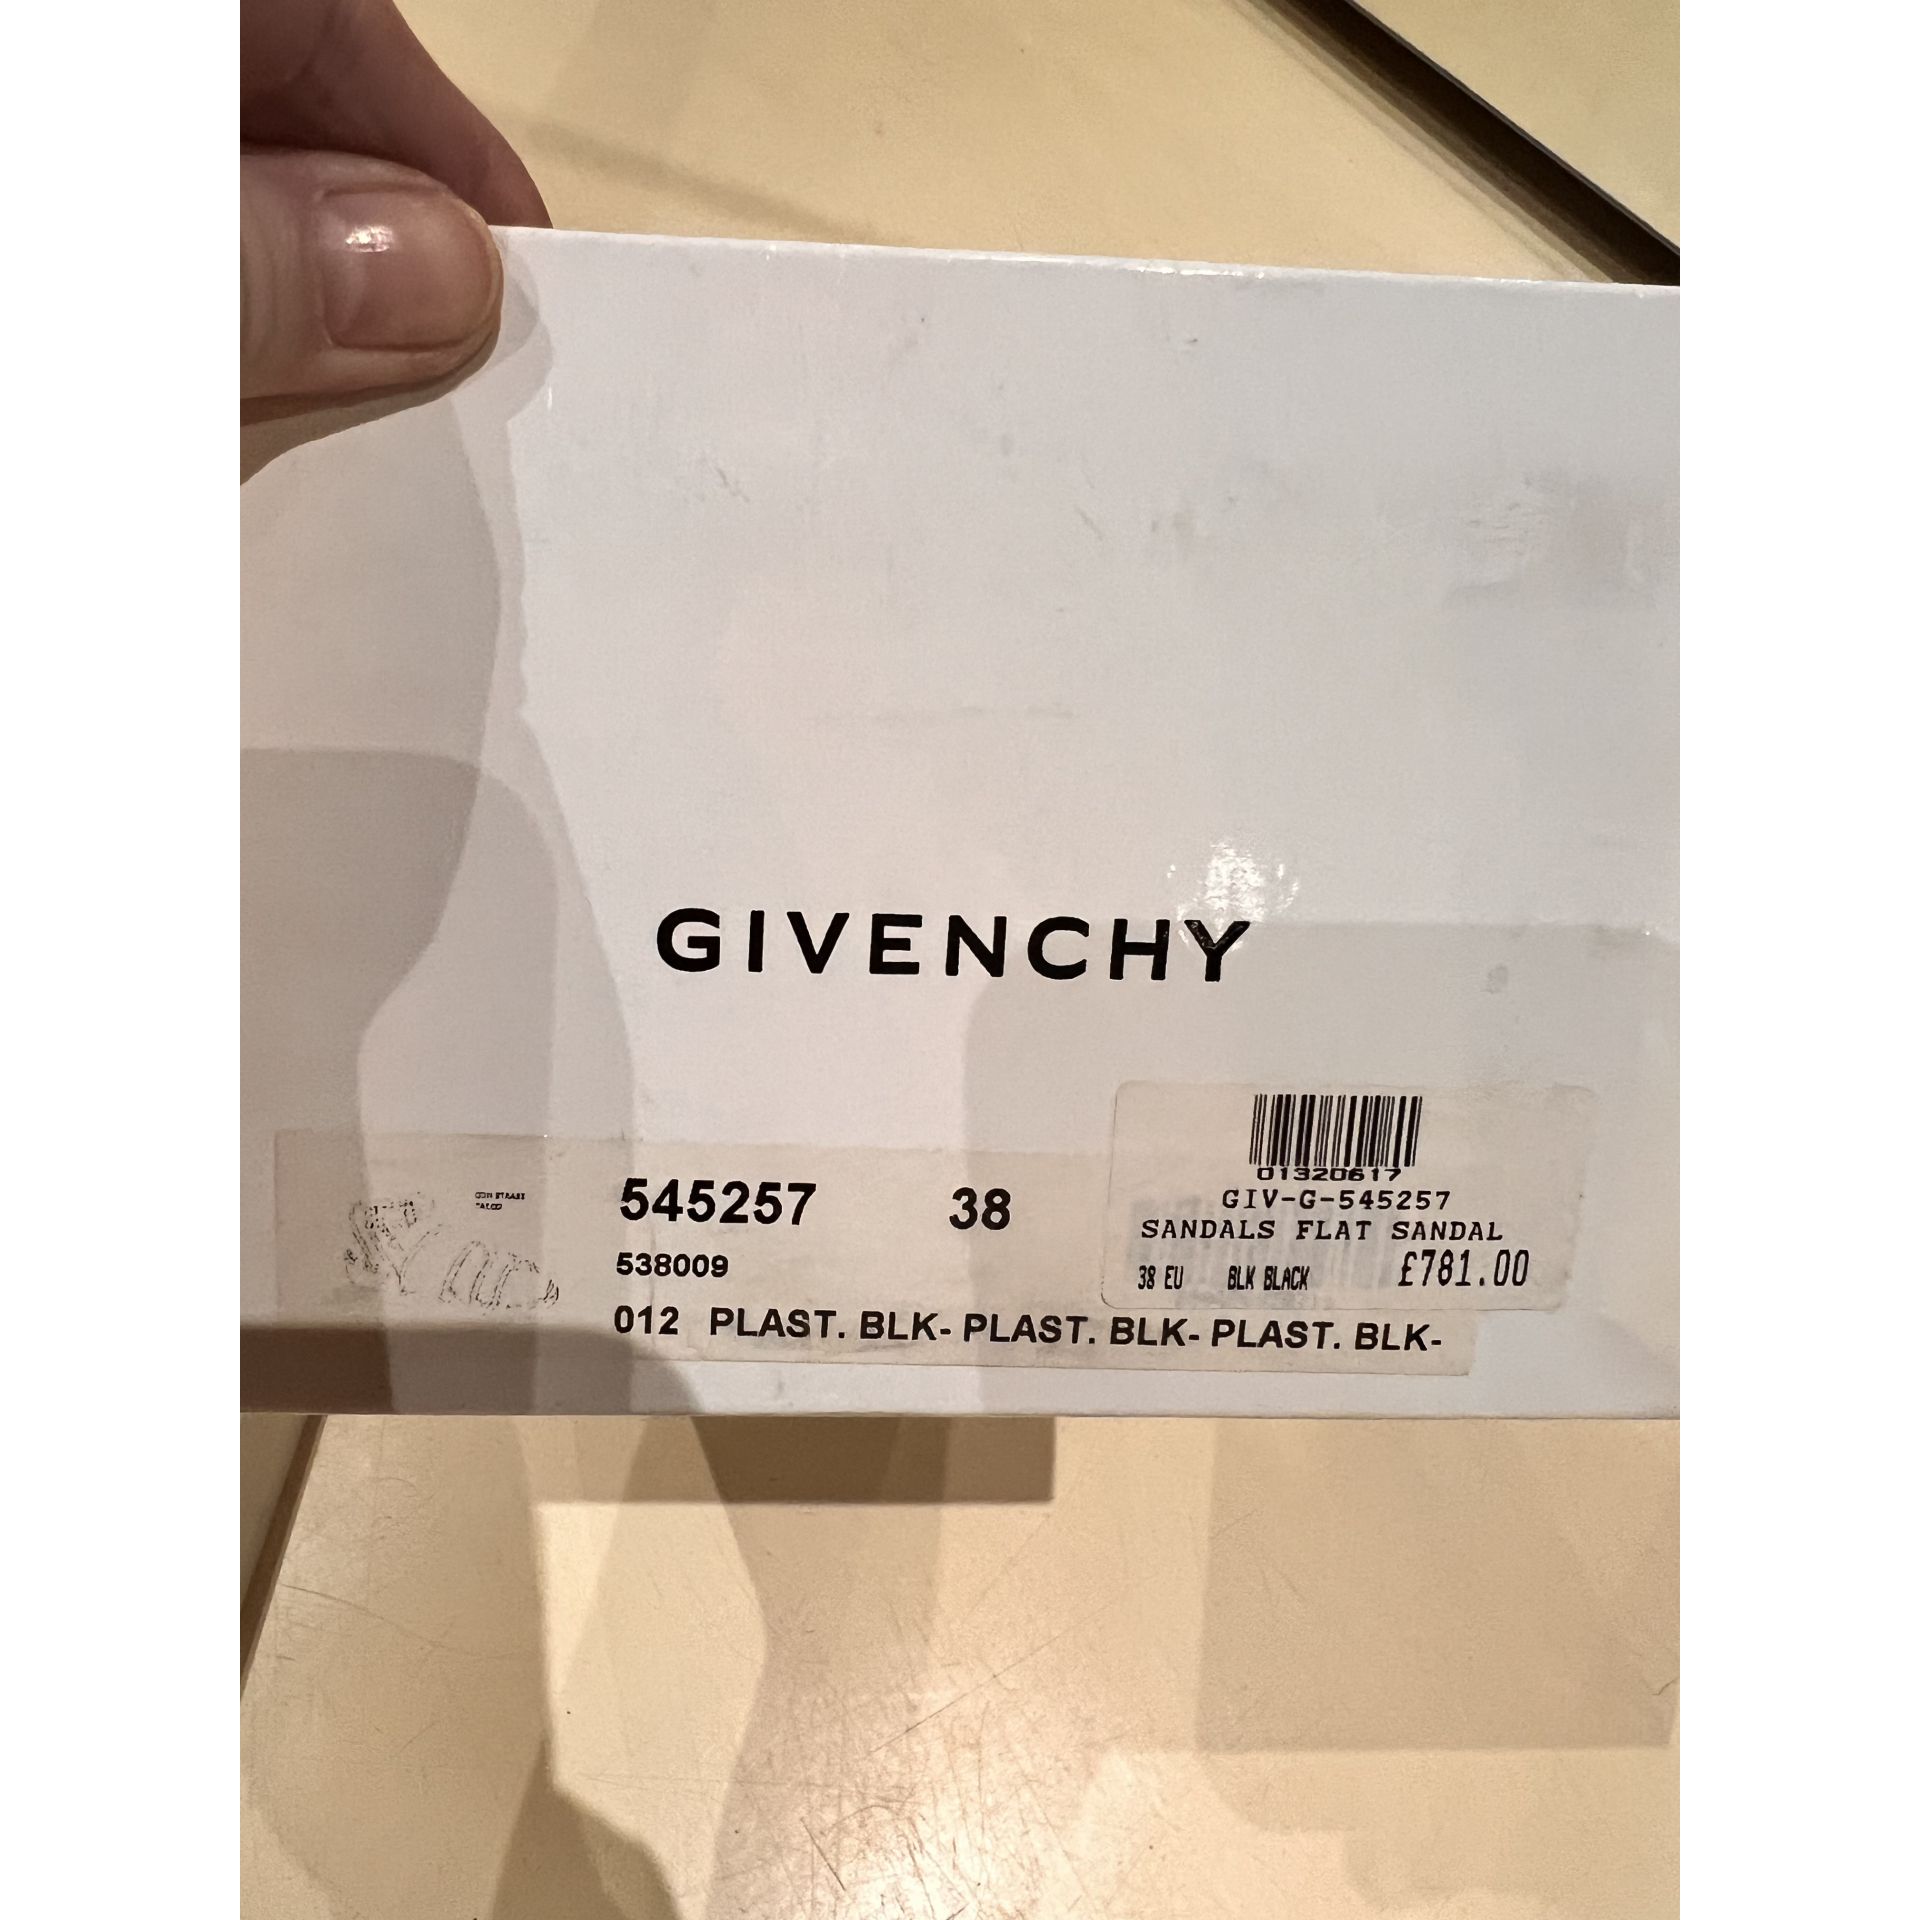 GIVENCHY
545257 38
538009
012 PLAST. BLK- PLAST. BLK- PLAST. BLK-
01320617
GIV-G-545257
SANDALS FLAT SANDAL
38 EU BLK BLACK £781.00